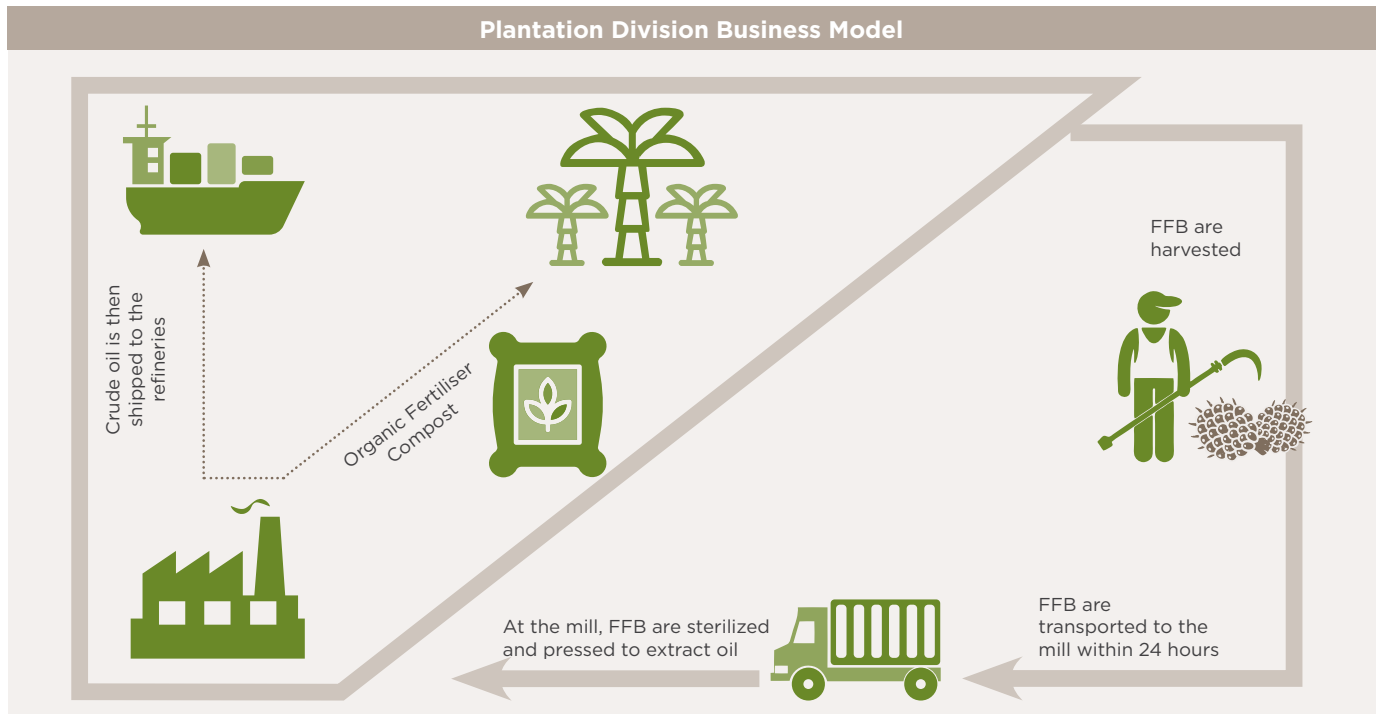 Plantation Division Business Model
FFB are
harvested
FFB are
transported to the
mill within 24 hours
At the mill, FFB are sterilized
and pressed to extract oil
Organic Fertiliser
Compost
Crude oil is then
shipped to the
refineries